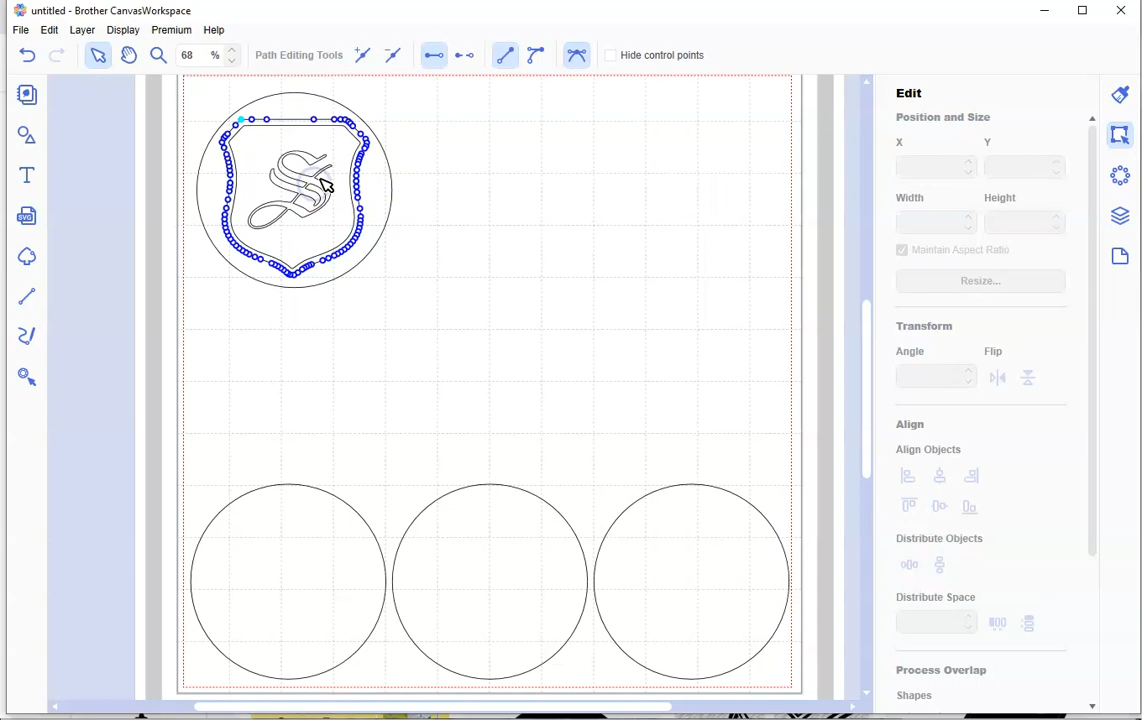 untitled - Brother CanvasWorkspace
File Edit Layer Display Premium Help
68 % Path Editing Tools Hide control points
Edit
Position and Size
X Y
Width Height
Maintain Aspect Ratio
Resize...
Transform
Angle Flip
Align
Align Objects
Distribute Objects
Distribute Space
Process Overlap
Shapes
T
SVG
S